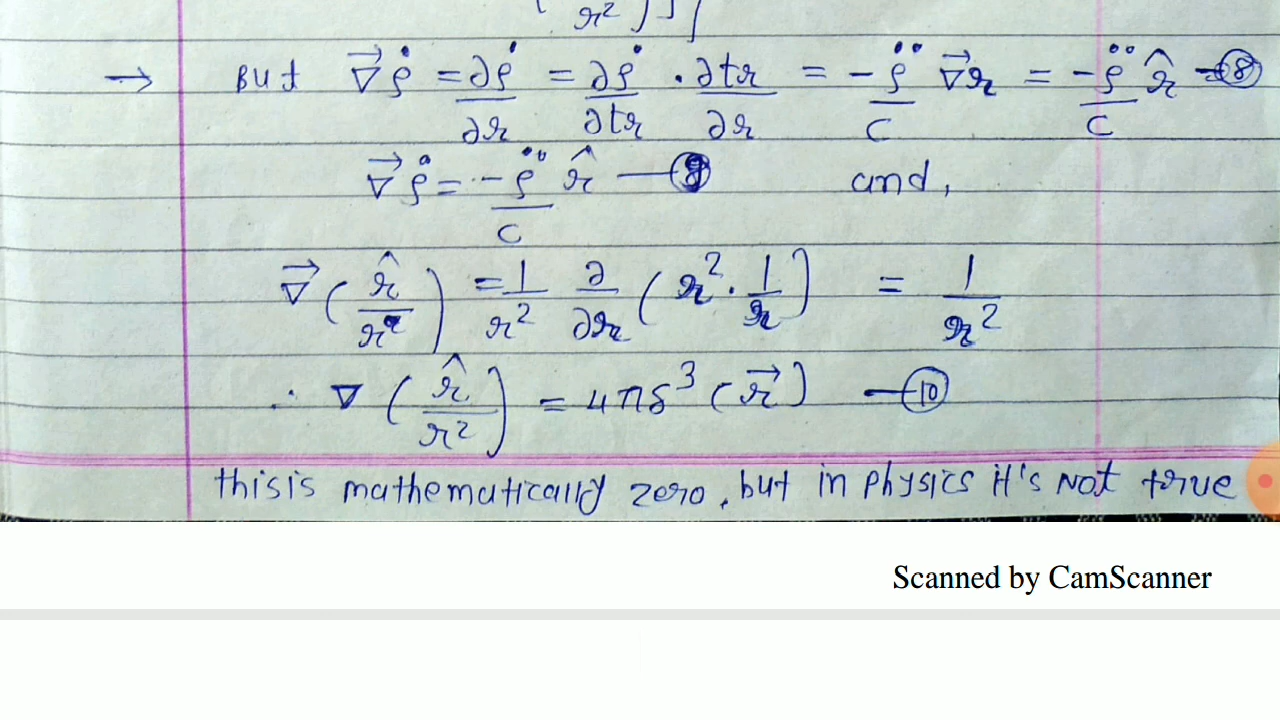 r²
→ But ∇⃗ρ̇ = ∂ρ̇/∂r = ∂ρ̇/∂tr . ∂tr/∂r = -ρ̈/c ∇⃗r = -ρ̈/c r̂ —⑧
∇⃗ρ̇ = -ρ̈/c r̂ —⑨ and,
∇⃗(r̂/r) = 1/r² ∂/∂r (r² . 1/r) = 1/r²
∴ ∇(r̂/r²) = 4πδ³(r⃗) —⑩
this is mathematically zero, but in physics it's Not true
Scanned by CamScanner